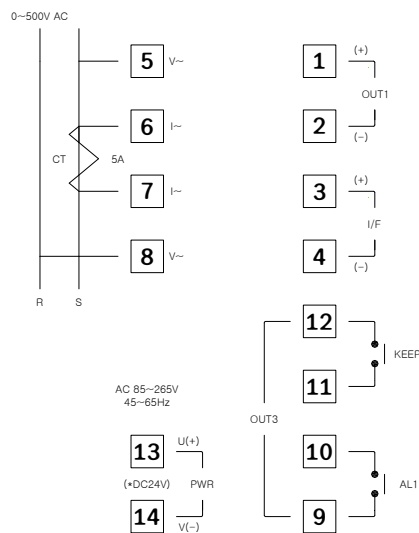 0~500V AC
5 V~
6 I~
CT 5A
7 I~
8 V~
R S
1 (+)
OUT1
2 (-)
3 (+)
I/F
4 (-)
12
KEEP
11
OUT3
10
AL1
9
AC 85~265V
45~65Hz
13 U(+)
(*DC24V) PWR
14 V(-)